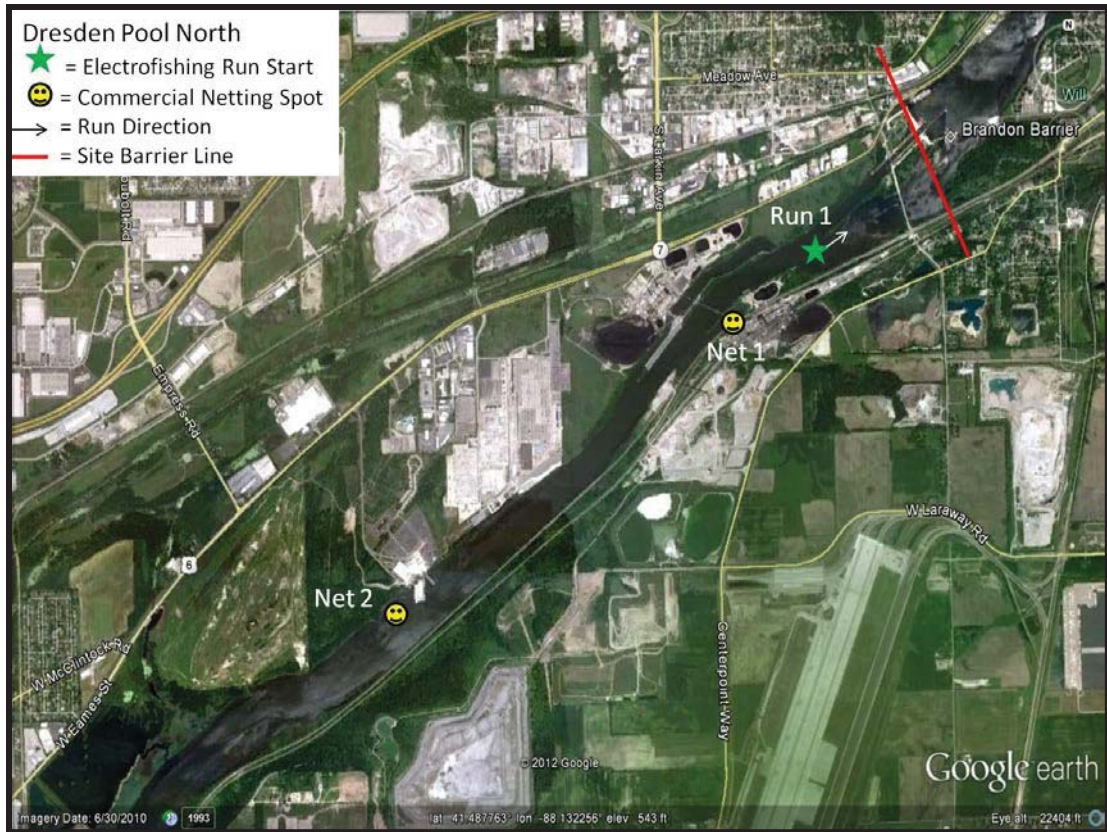 Dresden Pool North
= Electrofishing Run Start
= Commercial Netting Spot
= Run Direction
= Site Barrier Line
N
Meadow Ave
Will
Brandon Barrier
S Larkin Ave
Run 1
7
Net 1
Empress Rd
W Laraway Rd
6
Net 2
Centerpoint Way
W McClintock Rd
W Eames St
© 2012 Google
Google earth
Imagery Date: 6/30/2010 1993 lat 41.487763° lon -88.132256° elev 543 ft Eye alt 22404 ft